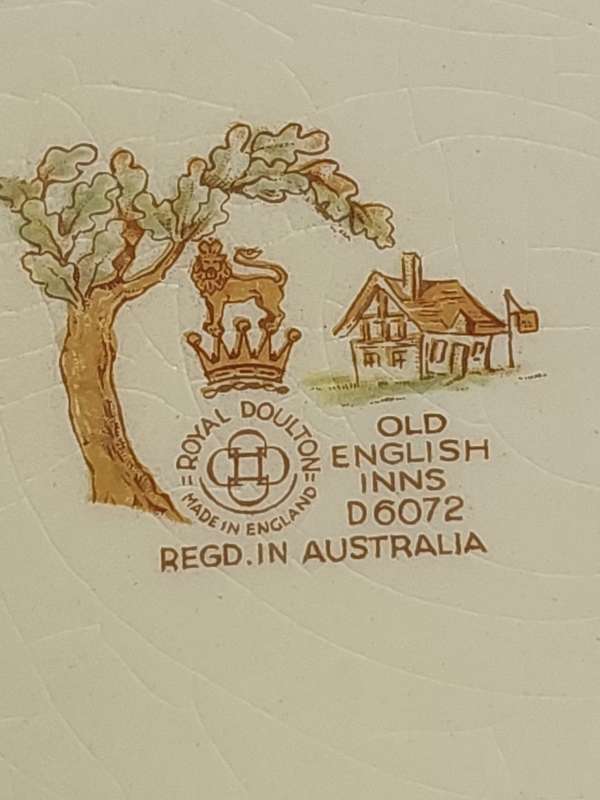 ROYAL DOULTON
MADE IN ENGLAND
OLD
ENGLISH
INNS
D6072
REGD. IN AUSTRALIA